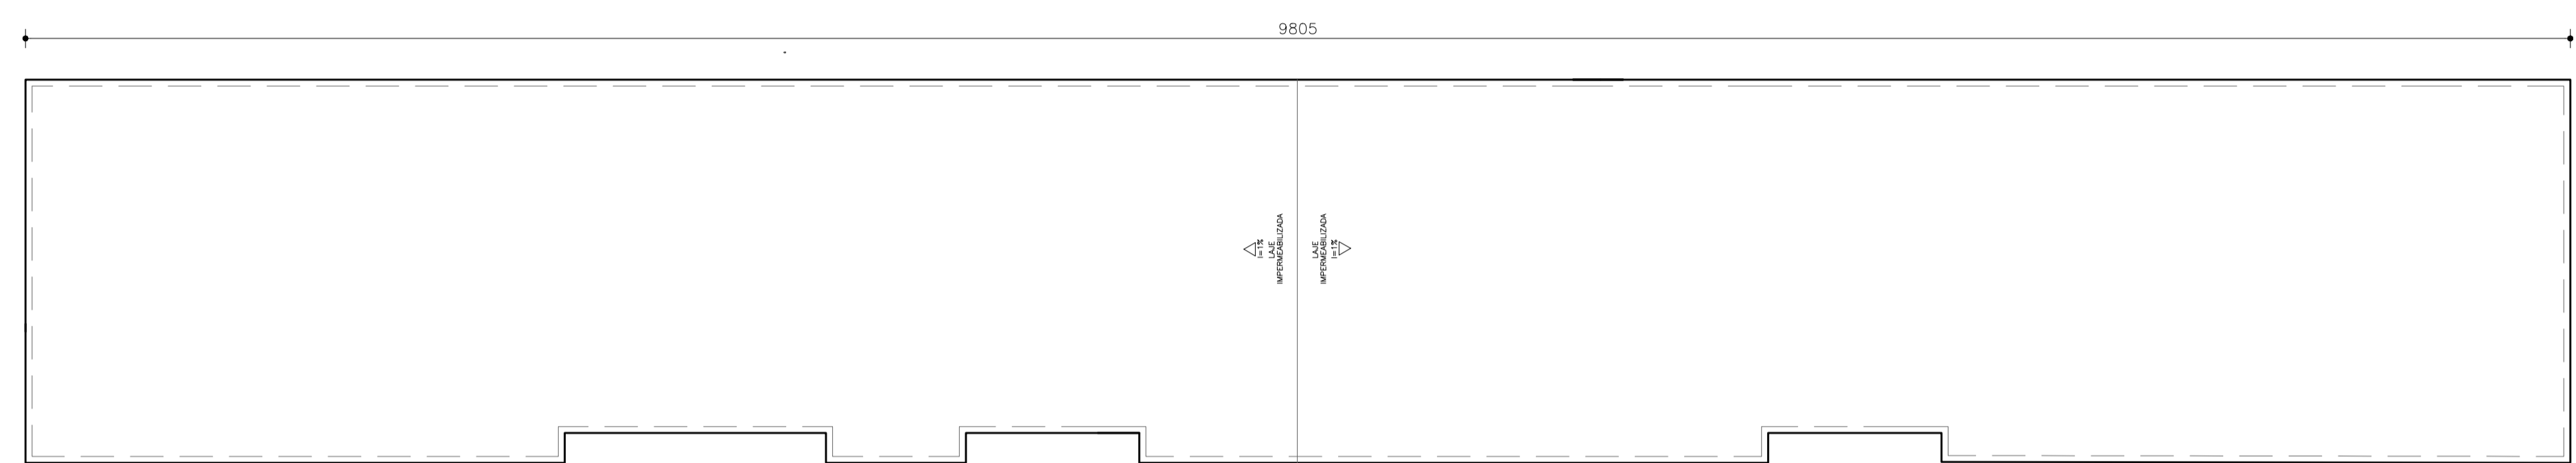 9805
i=1%
LAJE
IMPERMEABILIZADA
LAJE
IMPERMEABILIZADA
i=1%